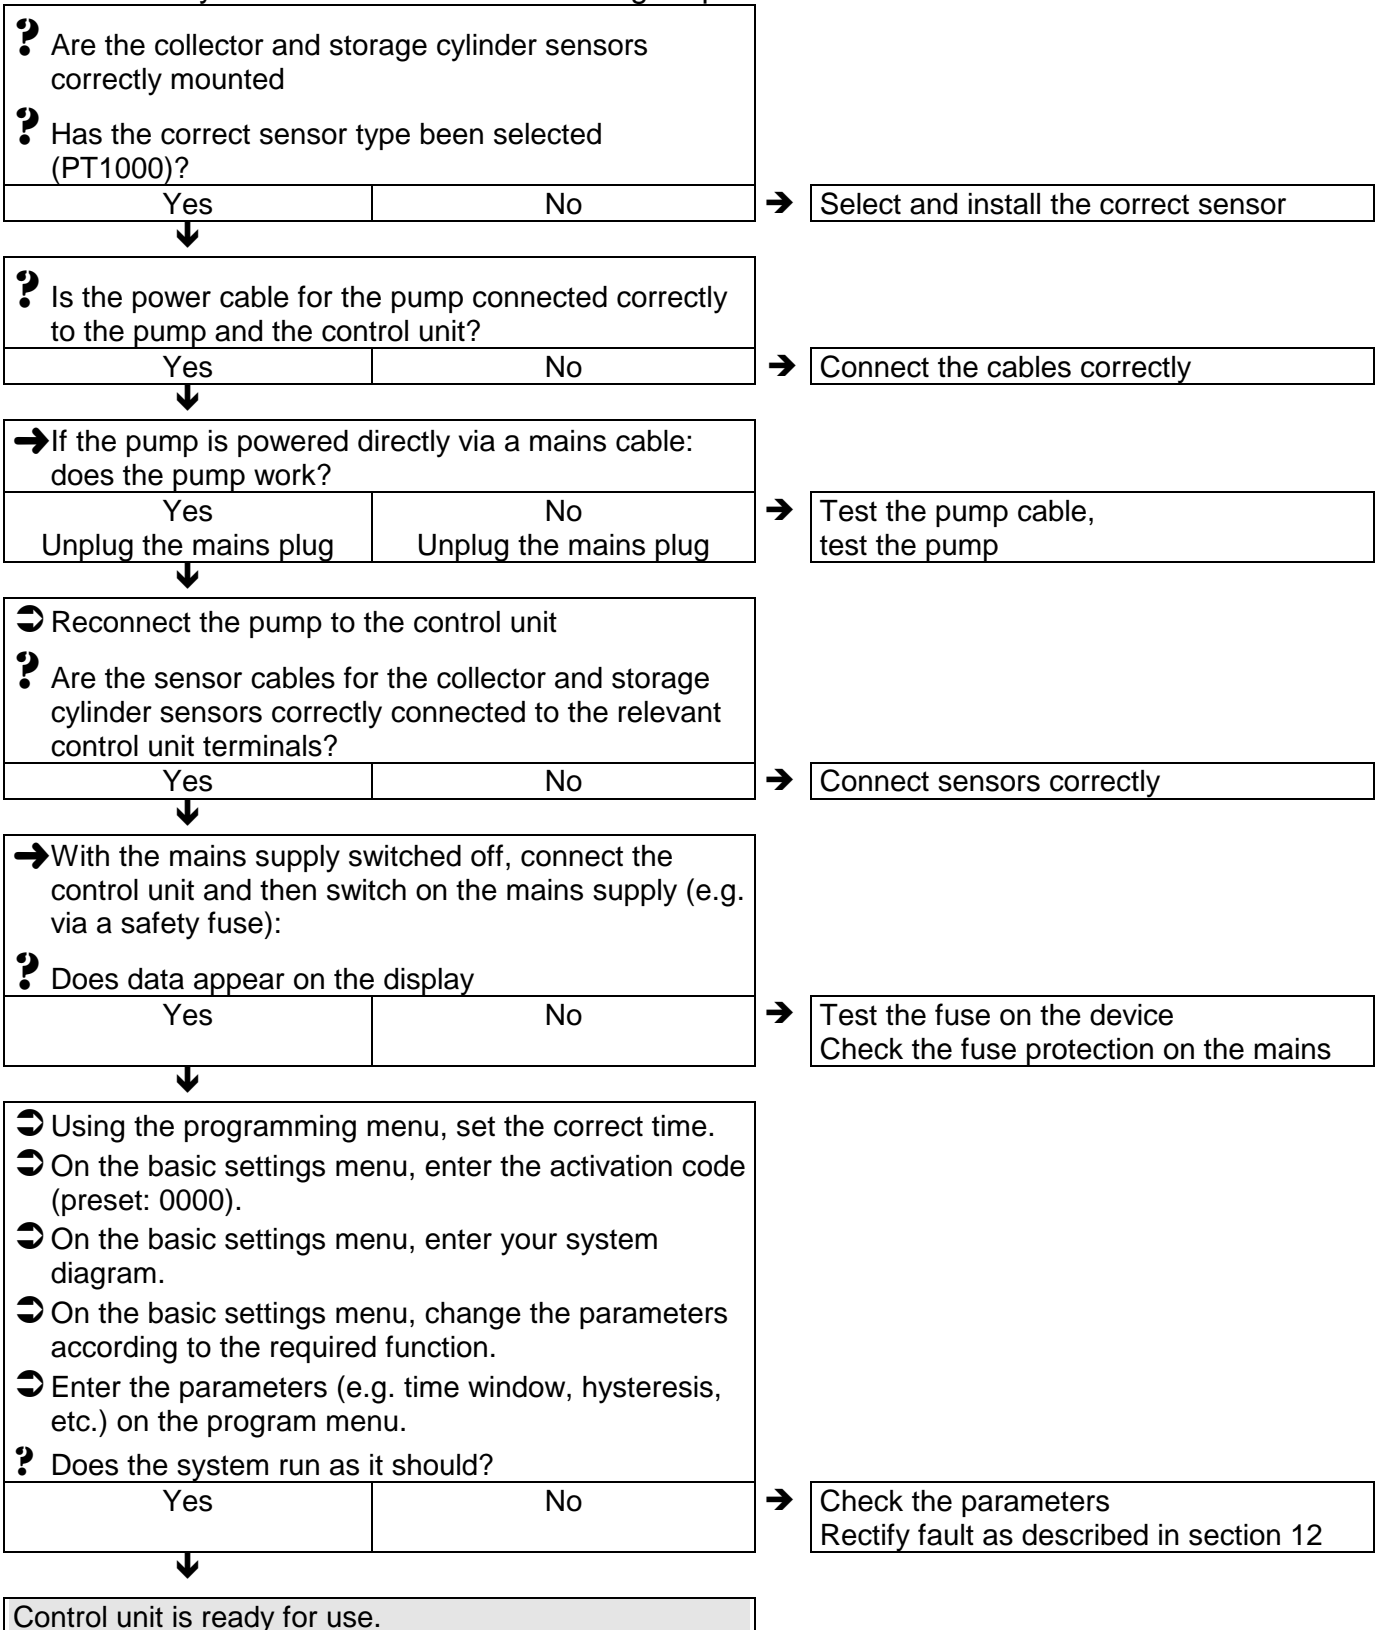 ? Are the collector and storage cylinder sensors
correctly mounted
? Has the correct sensor type been selected
(PT1000)?
Yes No ➔ Select and install the correct sensor
? Is the power cable for the pump connected correctly
to the pump and the control unit?
Yes No ➔ Connect the cables correctly
➔If the pump is powered directly via a mains cable:
does the pump work?
Yes No ➔ Test the pump cable,
Unplug the mains plug Unplug the mains plug test the pump
➲ Reconnect the pump to the control unit
? Are the sensor cables for the collector and storage
cylinder sensors correctly connected to the relevant
control unit terminals?
Yes No ➔ Connect sensors correctly
➔With the mains supply switched off, connect the
control unit and then switch on the mains supply (e.g.
via a safety fuse):
? Does data appear on the display
Yes No ➔ Test the fuse on the device
Check the fuse protection on the mains
➲ Using the programming menu, set the correct time.
➲ On the basic settings menu, enter the activation code
(preset: 0000).
➲ On the basic settings menu, enter your system
diagram.
➲ On the basic settings menu, change the parameters
according to the required function.
➲ Enter the parameters (e.g. time window, hysteresis,
etc.) on the program menu.
? Does the system run as it should?
Yes No ➔ Check the parameters
Rectify fault as described in section 12
Control unit is ready for use.